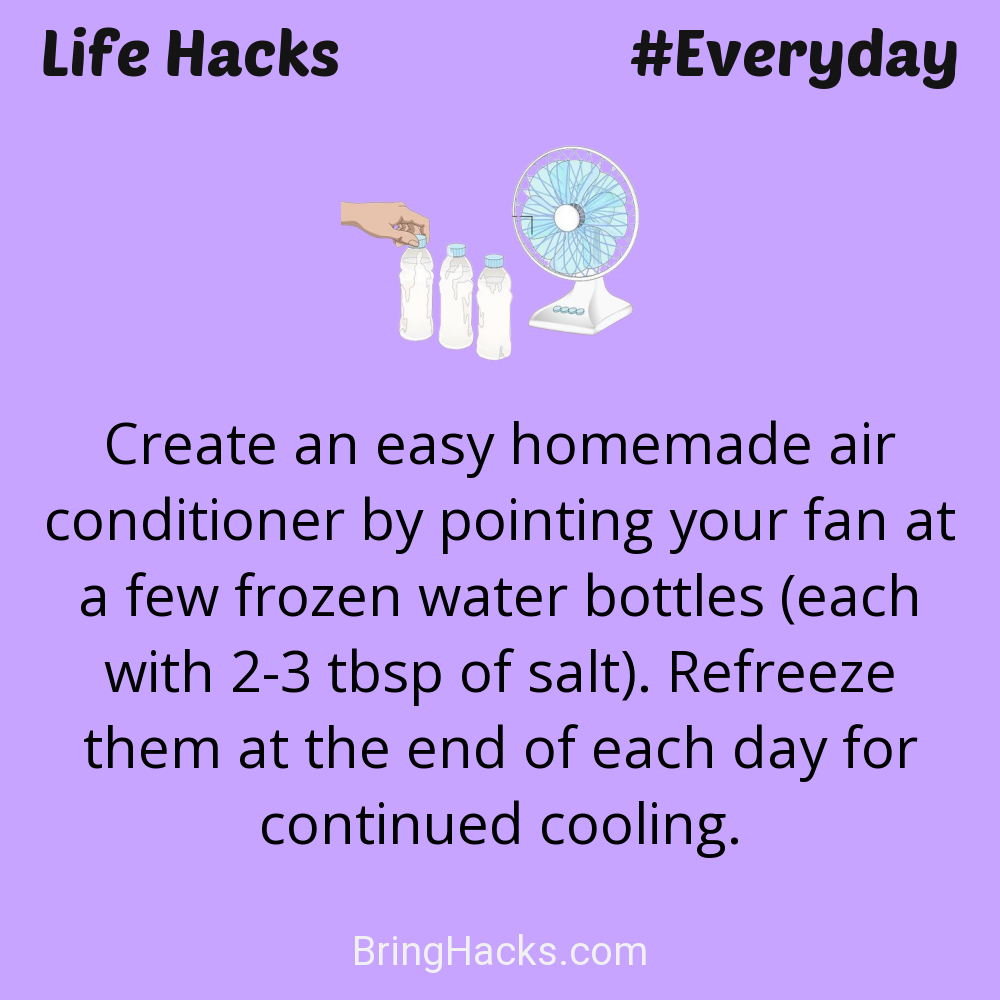 Life Hacks #Everyday
Create an easy homemade air
conditioner by pointing your fan at
a few frozen water bottles (each
with 2-3 tbsp of salt). Refreeze
them at the end of each day for
continued cooling.
BringHacks.com